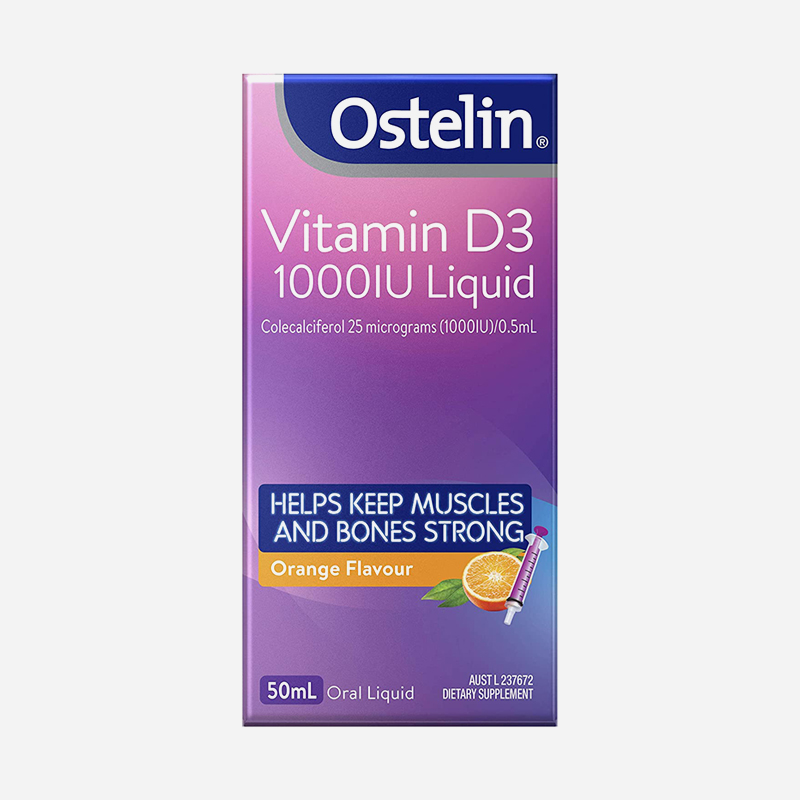 Ostelin®
Vitamin D3
1000IU Liquid
Colecalciferol 25 micrograms (1000IU)/0.5mL
HELPS KEEP MUSCLES
AND BONES STRONG
Orange Flavour
50mL Oral Liquid
AUST L 237672
DIETARY SUPPLEMENT